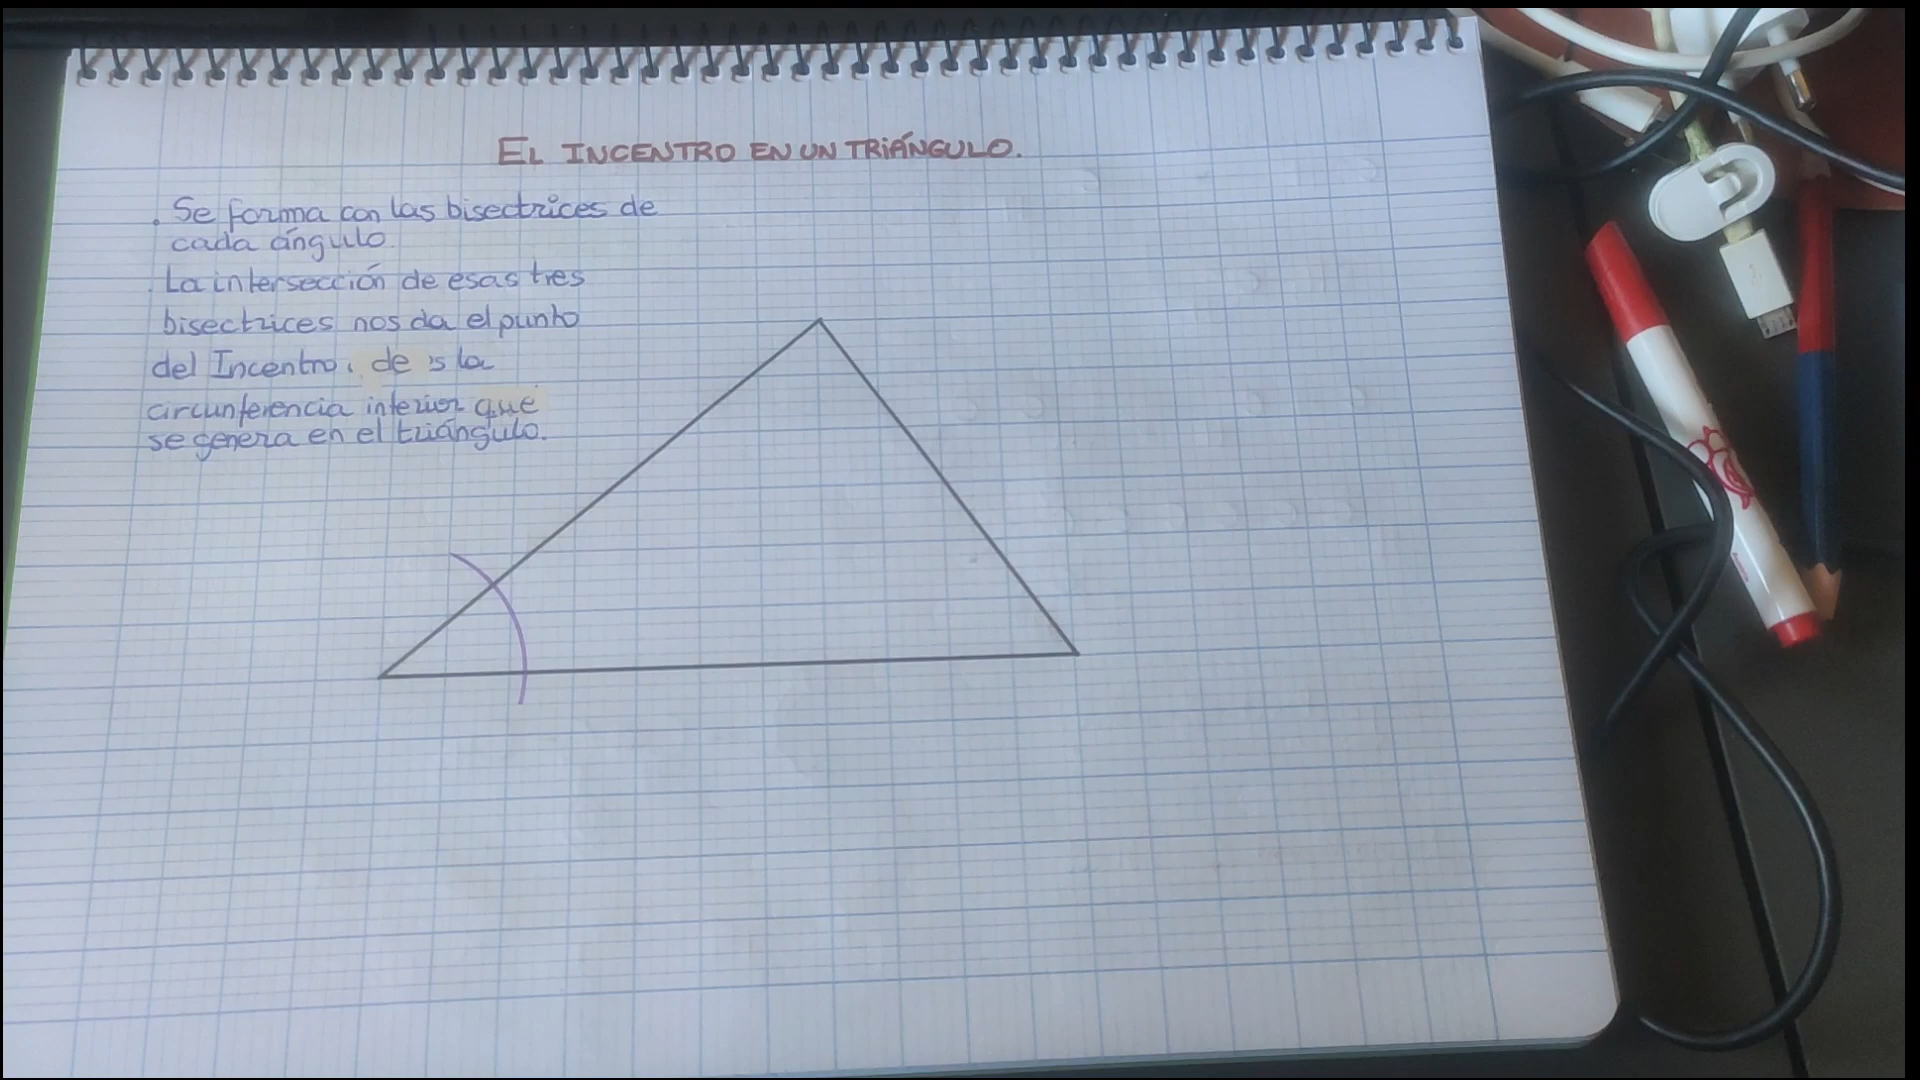 EL INCENTRO EN UN TRIÁNGULO.
. Se forma con las bisectrices de
cada ángulo.
. La intersección de esas tres
bisectrices nos da el punto
del Incentro, de la
circunferencia interior que
se genera en el triángulo.